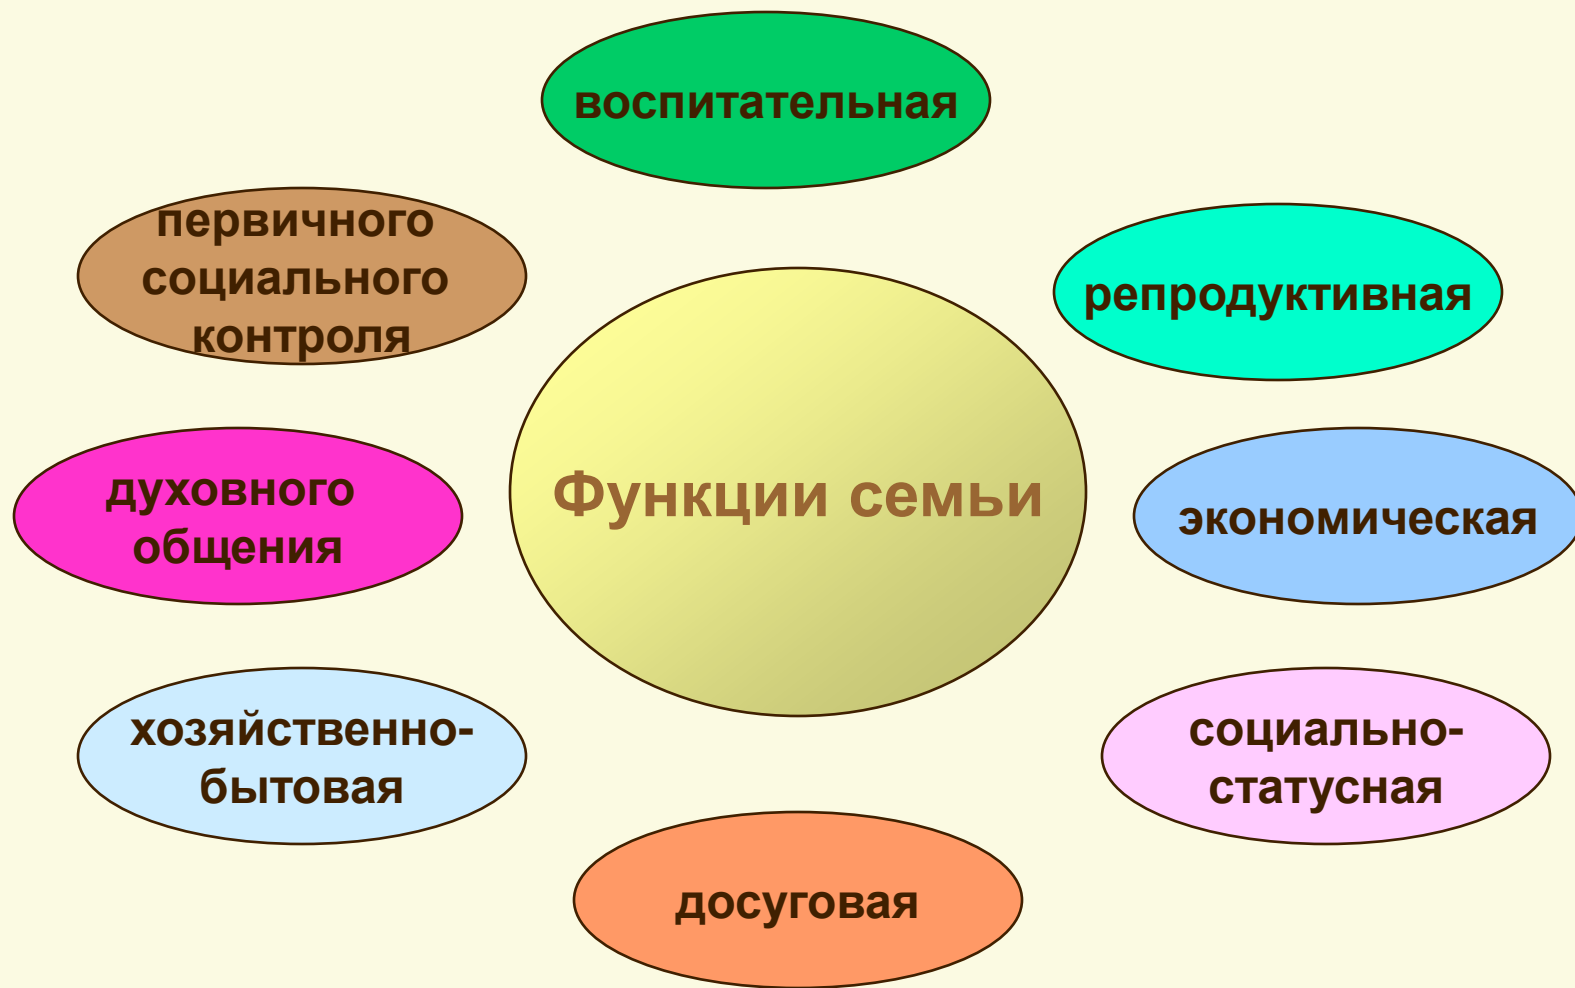 воспитательная
первичного
социального
контроля
репродуктивная
Функции семьи
духовного
общения
экономическая
хозяйственно-
бытовая
социально-
статусная
досуговая